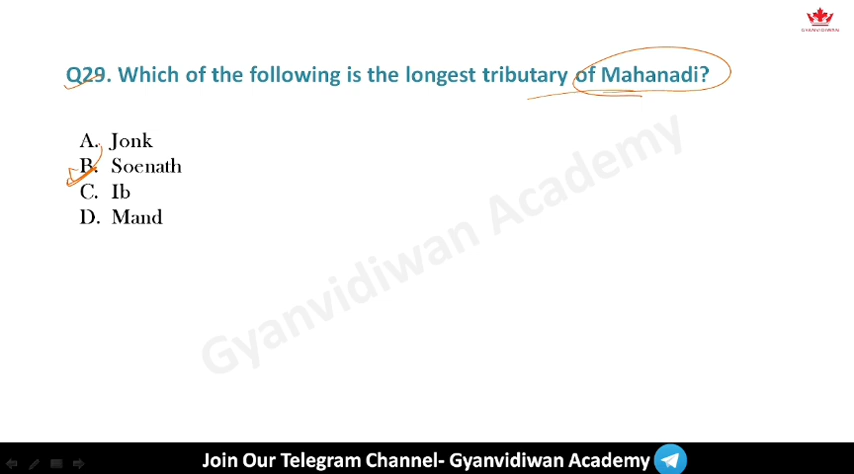 GYANVIDIWAN
Q29. Which of the following is the longest tributary of Mahanadi?
A. Jonk
B. Soenath
C. Ib
D. Mand
Gyanvidiwan Academy
Join Our Telegram Channel- Gyanvidiwan Academy